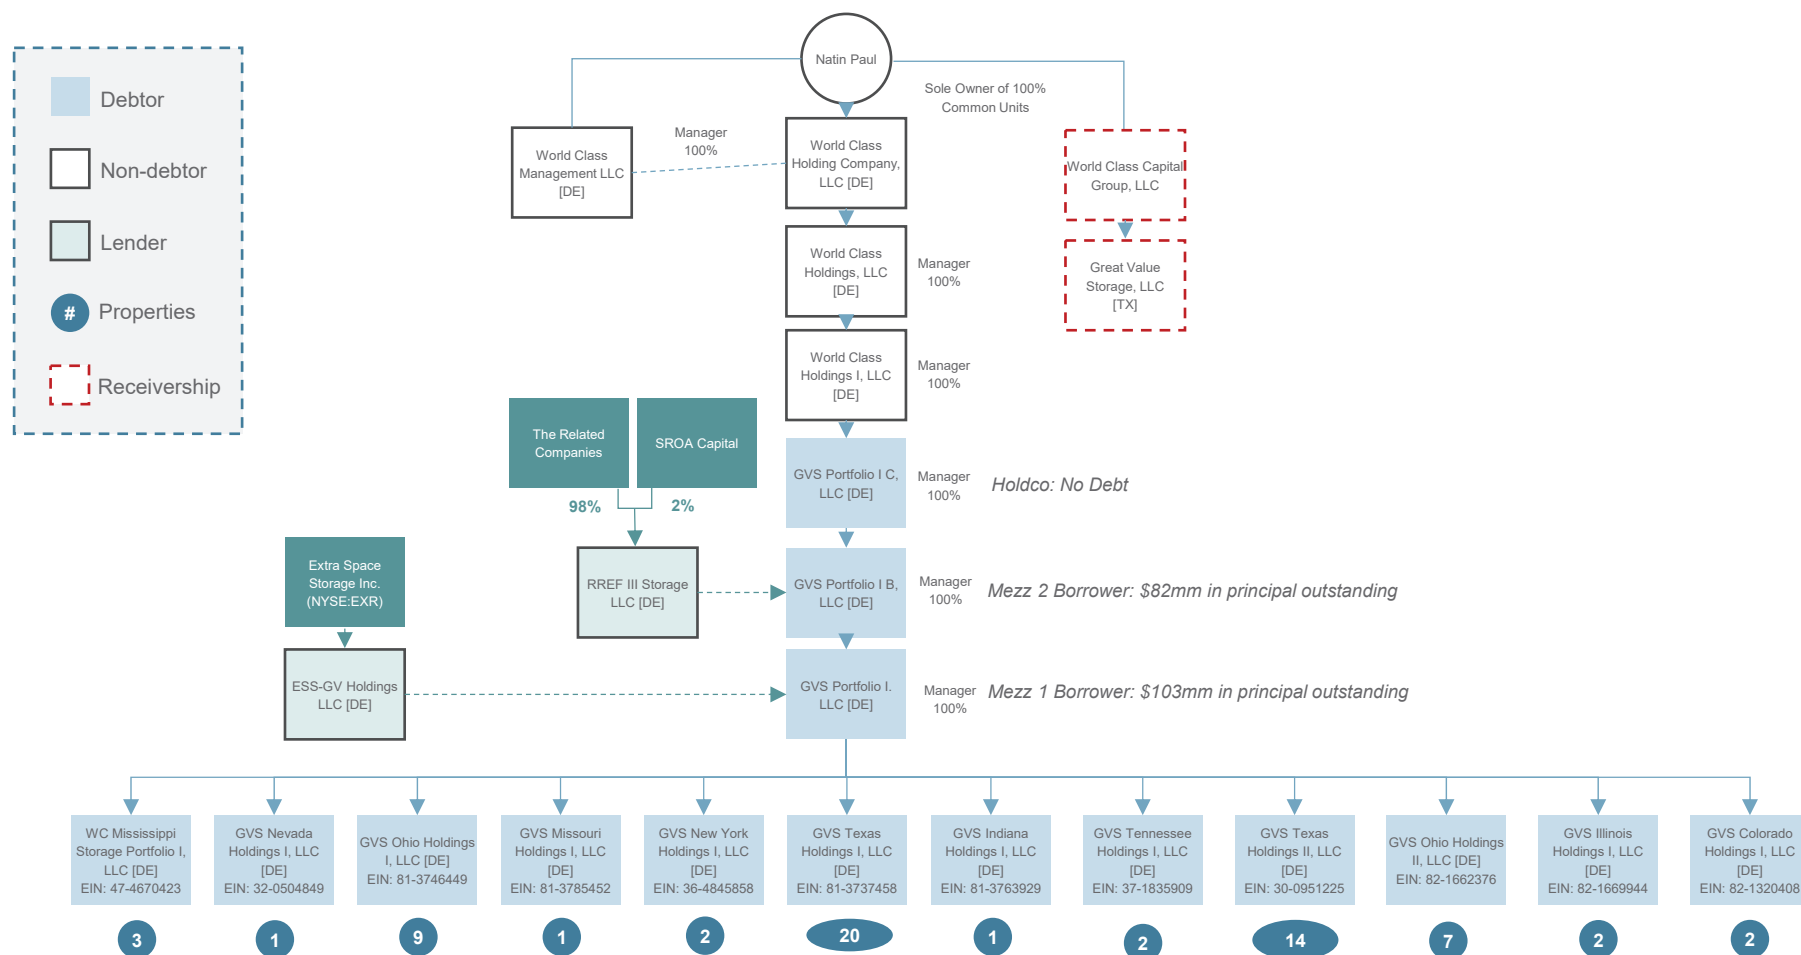 Debtor
Non-debtor
Lender
#
Properties
Receivership
Natin Paul
Sole Owner of 100%
Common Units
World Class
Management LLC
[DE]
Manager
100%
World Class
Holding Company,
LLC [DE]
World Class Capital
Group, LLC
World Class
Holdings, LLC
[DE]
Manager
100%
Great Value
Storage, LLC
[TX]
World Class
Holdings I, LLC
[DE]
Manager
100%
The Related
Companies
SROA Capital
98%
2%
GVS Portfolio I C,
LLC [DE]
Manager
100%
Holdco: No Debt
Extra Space
Storage Inc.
(NYSE:EXR)
RREF III Storage
LLC [DE]
GVS Portfolio I B,
LLC [DE]
Manager
100%
Mezz 2 Borrower: $82mm in principal outstanding
ESS-GV Holdings
LLC [DE]
GVS Portfolio I.
LLC [DE]
Manager
100%
Mezz 1 Borrower: $103mm in principal outstanding
WC Mississippi
Storage Portfolio I,
LLC [DE]
EIN: 47-4670423
GVS Nevada
Holdings I, LLC
[DE]
EIN: 32-0504849
GVS Ohio Holdings
I, LLC [DE]
EIN: 81-3746449
GVS Missouri
Holdings I, LLC
[DE]
EIN: 81-3785452
GVS New York
Holdings I, LLC
[DE]
EIN: 36-4845858
GVS Texas
Holdings I, LLC
[DE]
EIN: 81-3737458
GVS Indiana
Holdings I, LLC
[DE]
EIN: 81-3763929
GVS Tennessee
Holdings I, LLC
[DE]
EIN: 37-1835909
GVS Texas
Holdings II, LLC
[DE]
EIN: 30-0951225
GVS Ohio Holdings
II, LLC [DE]
EIN: 82-1662376
GVS Illinois
Holdings I, LLC
[DE]
EIN: 82-1669944
GVS Colorado
Holdings I, LLC
[DE]
EIN: 82-1320408
3
1
9
1
2
20
1
2
14
7
2
2